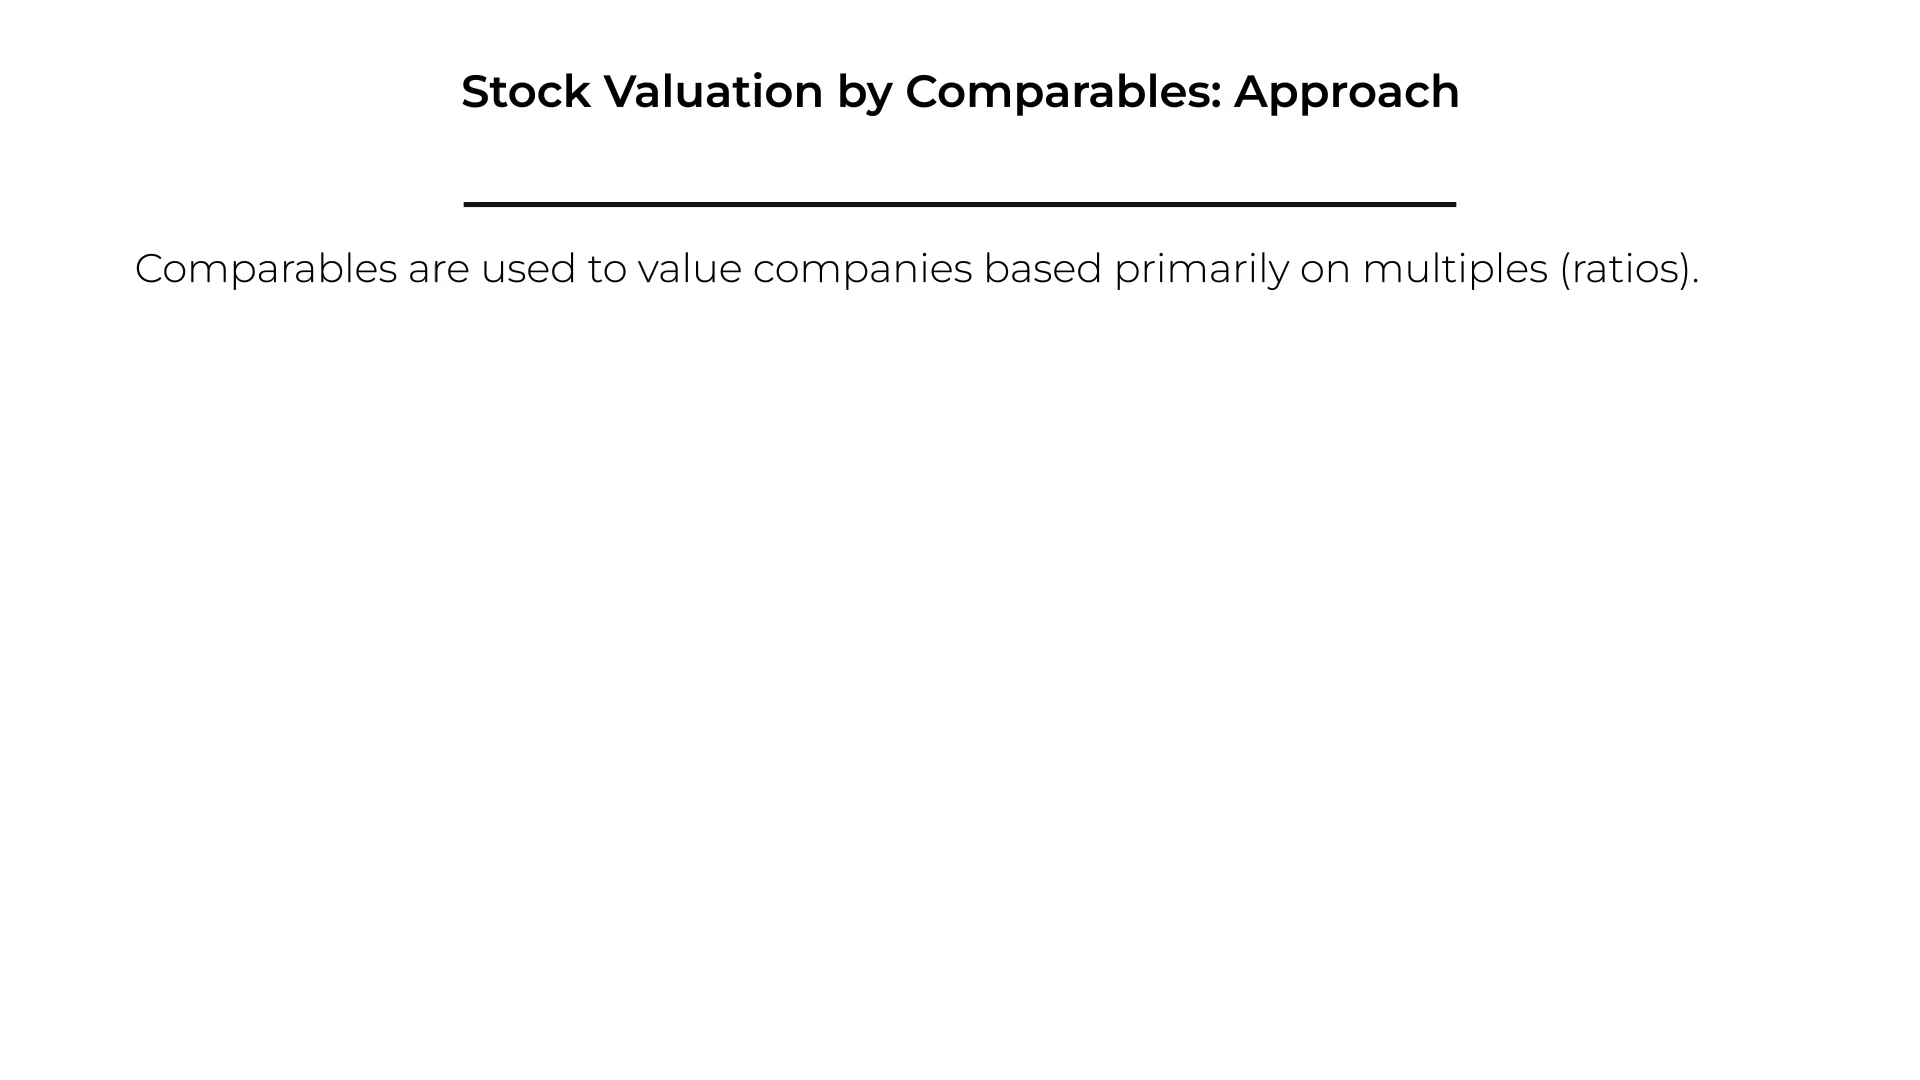 Stock Valuation by Comparables: Approach
Comparables are used to value companies based primarily on multiples (ratios).